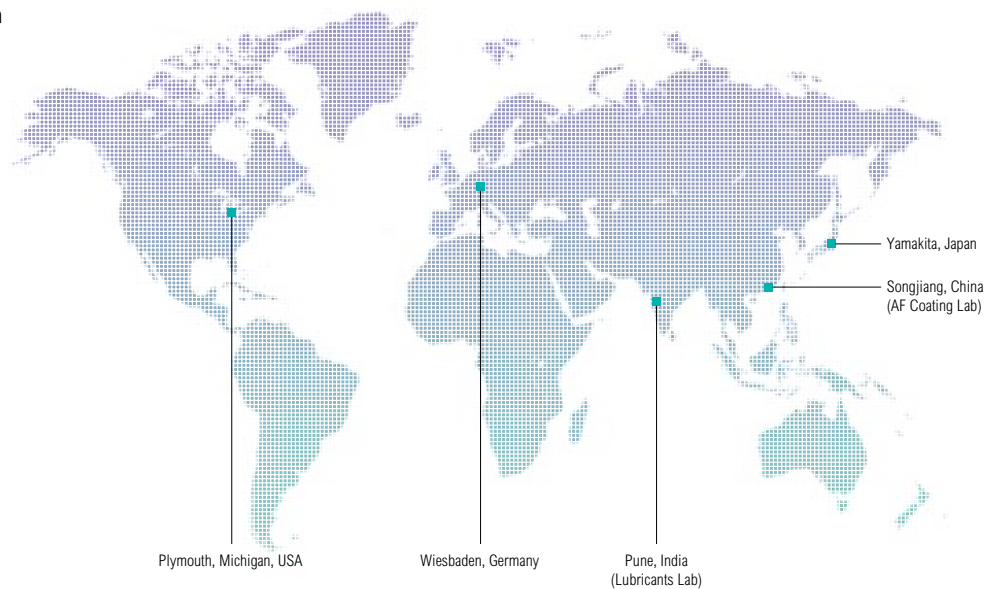 Yamakita, Japan
Songjiang, China
(AF Coating Lab)
Plymouth, Michigan, USA
Wiesbaden, Germany
Pune, India
(Lubricants Lab)